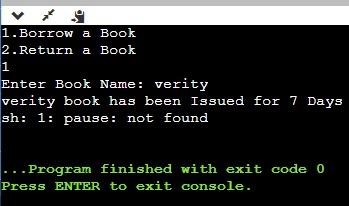 1.Borrow a Book
2.Return a Book
1
Enter Book Name: verity
verity book has been Issued for 7 Days
sh: 1: pause: not found
...Program finished with exit code 0
Press ENTER to exit console.